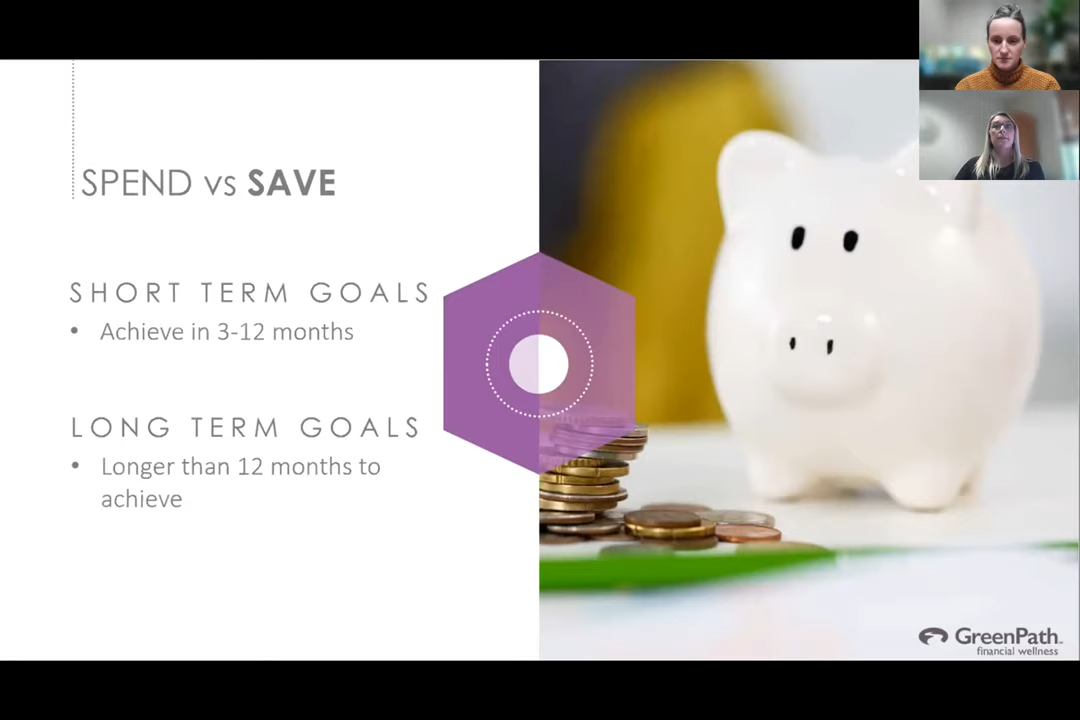 SPEND vs SAVE
SHORT TERM GOALS
• Achieve in 3-12 months
LONG TERM GOALS
• Longer than 12 months to
achieve
GreenPath™
financial wellness